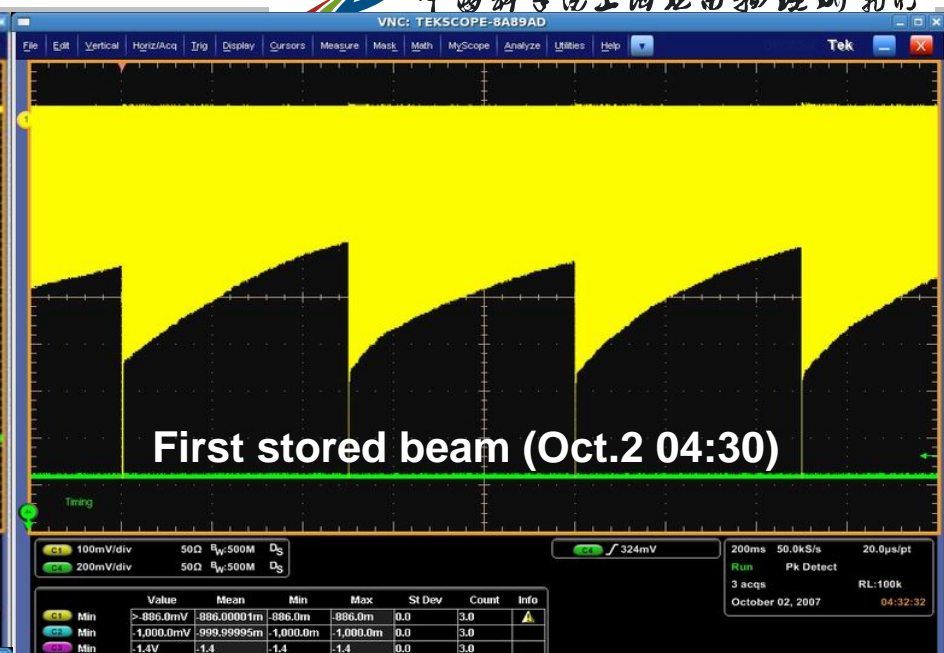 VNC: TEKSCOPE-8A89AD
File Edit Vertical Horiz/Acq Trig Display Cursors Measure Mask Math MyScope Analyze Utilities Help Tek X
1
First stored beam (Oct.2 04:30)
Timing
C1 100mV/div 50Ω BW:500M DS
C4 200mV/div 50Ω BW:500M DS
C4 324mV
200ms 50.0kS/s 20.0µs/pt
Run Pk Detect
3 acqs RL:100k
October 02, 2007 04:32:32
Value Mean Min Max St Dev Count Info
C1 Min >-886.0mV -886.00001m -886.0m -886.0m 0.0 3.0
C2 Min -1,000.0mV -999.99995m -1,000.0m -1,000.0m 0.0 3.0
C3 Min -1.4V -1.4 -1.4 -1.4 0.0 3.0